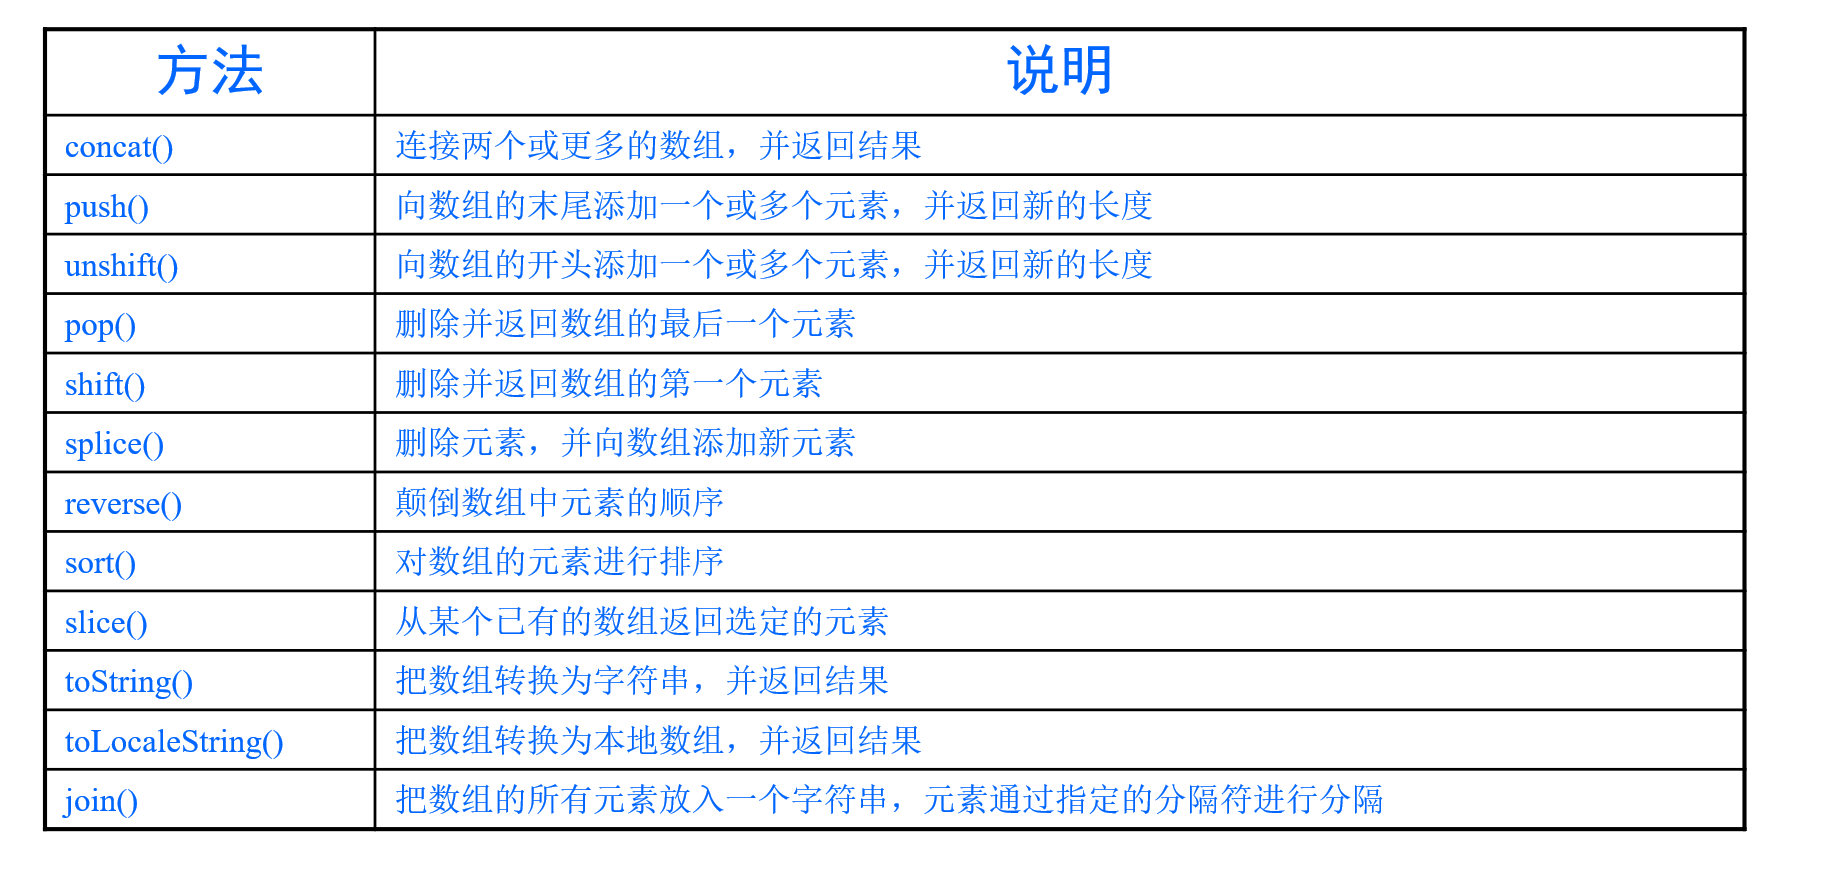 方法 说明
concat() 连接两个或更多的数组，并返回结果
push() 向数组的末尾添加一个或多个元素，并返回新的长度
unshift() 向数组的开头添加一个或多个元素，并返回新的长度
pop() 删除并返回数组的最后一个元素
shift() 删除并返回数组的第一个元素
splice() 删除元素，并向数组添加新元素
reverse() 颠倒数组中元素的顺序
sort() 对数组的元素进行排序
slice() 从某个已有的数组返回选定的元素
toString() 把数组转换为字符串，并返回结果
toLocaleString() 把数组转换为本地数组，并返回结果
join() 把数组的所有元素放入一个字符串，元素通过指定的分隔符进行分隔